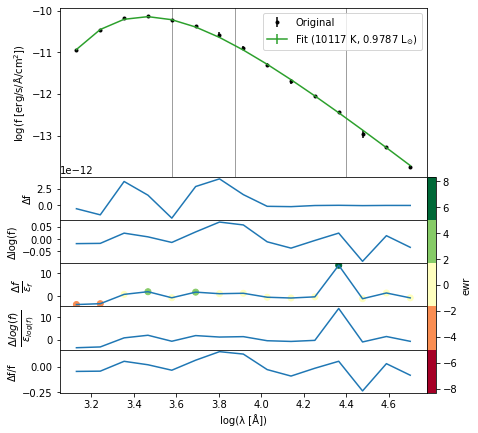 −10
−11
−12
−13
log(f [erg/s/Å/cm²])
Original
Fit (10117 K, 0.9787 L⊙)
1e−12
2.5
0.0
Δf
0.05
0.00
−0.05
Δlog(f)
10
0
Δf/εf
10
0
Δlog(f)/εlog(f)
0.00
−0.25
Δf/f
3.2 3.4 3.6 3.8 4.0 4.2 4.4 4.6
log(λ [Å])
8
6
4
2
0
−2
−4
−6
−8
ewr